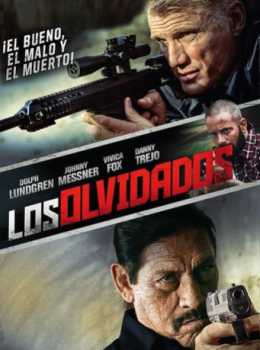 ¡EL BUENO,
EL MALO Y
EL MUERTO!
DOLPH LUNDGREN
JOHNNY MESSNER
VIVICA FOX
DANNY TREJO
LOS OLVIDADOS